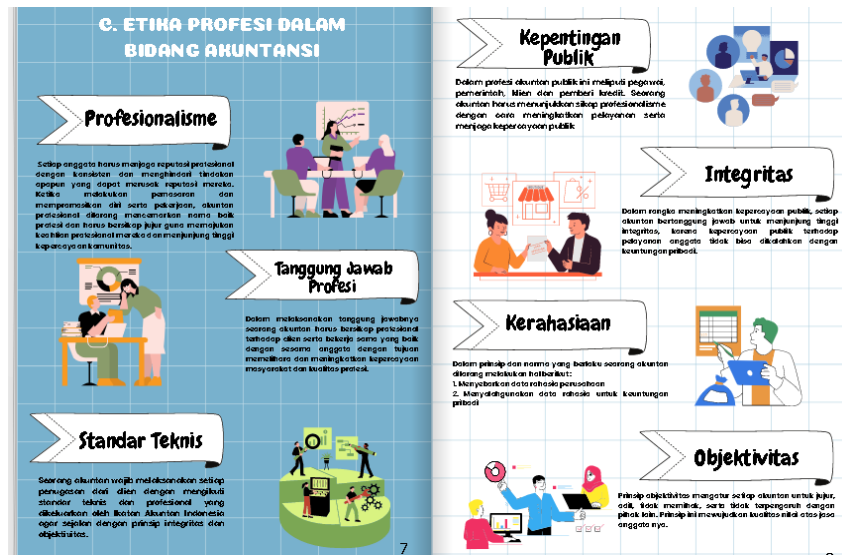 C. ETIKA PROFESI DALAM
BIDANG AKUNTANSI
Profesionalisme
Setiap anggota harus menjaga reputasi profesional
dengan konsisten dan menghindari tindakan
apapun yang dapat merusak reputasi mereka.
Ketika melakukan pemasaran dan
mempromosikan diri serta pekerjaan, akuntan
profesional dilarang mencemarkan nama baik
profesi dan harus bersikap jujur guna memajukan
keahlian profesional mereka dan menjunjung tinggi
kepercayaan komunitas.
Tanggung Jawab
Profesi
Dalam melaksanakan tanggung jawabnya
seorang akuntan harus bersikap profesional
terhadap clien serta bekerja sama yang baik
dengan sesama anggota dengan tujuan
memelihara dan meningkatkan kepercayaan
masyarakat dan kualitas profesi.
Standar Teknis
Seorang akuntan wajib melaksanakan setiap
penugasan dari clien dengan mengikuti
standar teknis dan profesional yang
dikeluarkan oleh Ikatan Akuntan Indonesia
agar sejalan dengan prinsip integritas dan
objektivitas.
7
Kepentingan
Publik
Dalam profesi akuntan publik ini meliputi pegawai,
pemerintah, klien dan pemberi kredit. Seorang
akuntan harus menunjukkan sikap profesionalisme
dengan cara meningkatkan pelayanan serta
menjaga kepercayaan publik
Integritas
Dalam rangka meningkatkan kepercayaan publik, setiap
akuntan bertanggung jawab untuk menjunjung tinggi
integritas, karena kepercayaan publik terhadap
pelayanan anggota tidak bisa dikalahkan dengan
keuntungan pribadi.
Kerahasiaan
Dalam prinsip dan norma yang berlaku seorang akuntan
dilarang melakukan hal berikut:
1. Menyebarkan data rahasia perusahaan
2. Menyalahgunakan data rahasia untuk keuntungan
pribadi
Objektivitas
Prinsip objektivitas mengatur setiap akuntan untuk jujur,
adil, tidak memihak, serta tidak terpengaruh dengan
pihak lain. Prinsip ini mewujudkan kualitas nilai atas jasa
anggota nya.